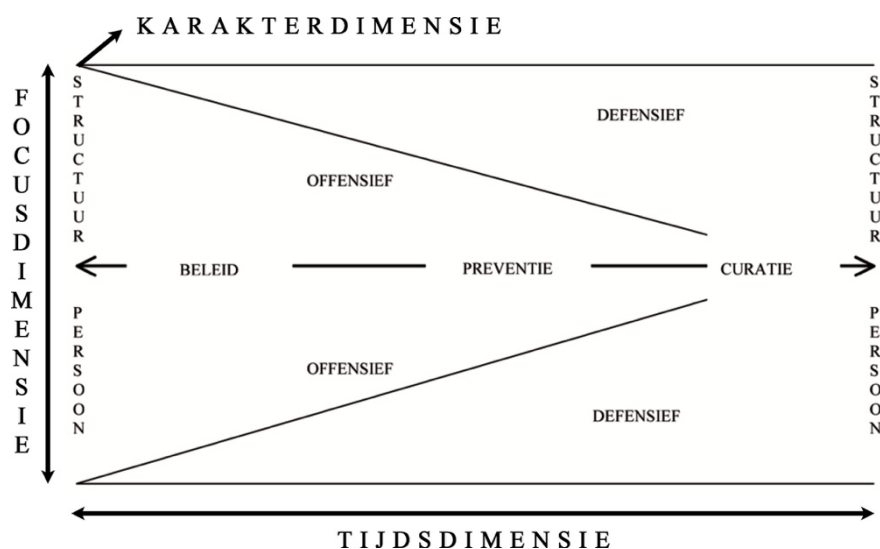 KARAKTERDIMENSIE
FOCUSDIMENSIE
STRUCTUUR
STRUCTUUR
DEFENSIEF
OFFENSIEF
BELEID PREVENTIE CURATIE
PERSOON
PERSOON
OFFENSIEF
DEFENSIEF
TIJDSDIMENSIE